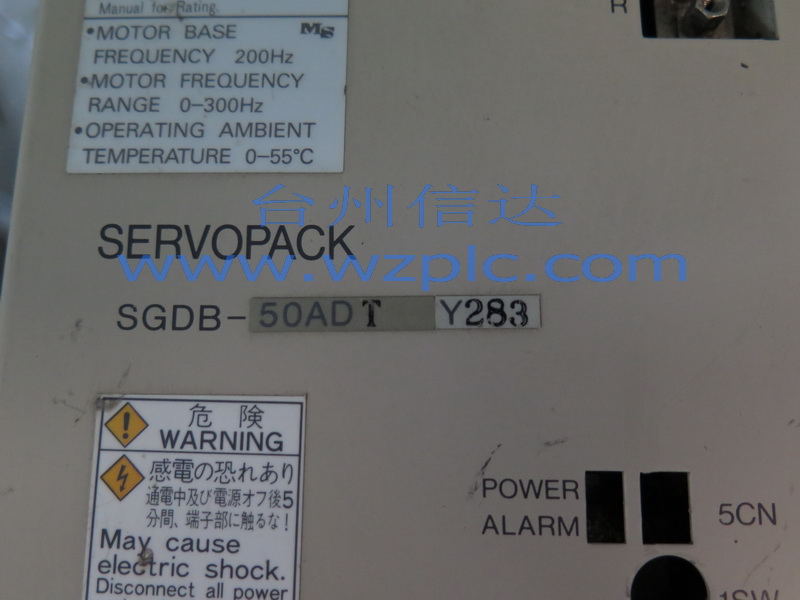 Manual for Rating.
•MOTOR BASE
FREQUENCY 200Hz
•MOTOR FREQUENCY
RANGE 0-300Hz
•OPERATING AMBIENT
TEMPERATURE 0-55°C
MS
R
台州信达
SERVOPACK
www.wzplc.com
SGDB-50ADT Y283
危険
WARNING
感電の恐れあり
通電中及び電源オフ後5
分間、端子部に触るな!
May cause
electric shock.
Disconnect all power
POWER
ALARM
5CN
1SW